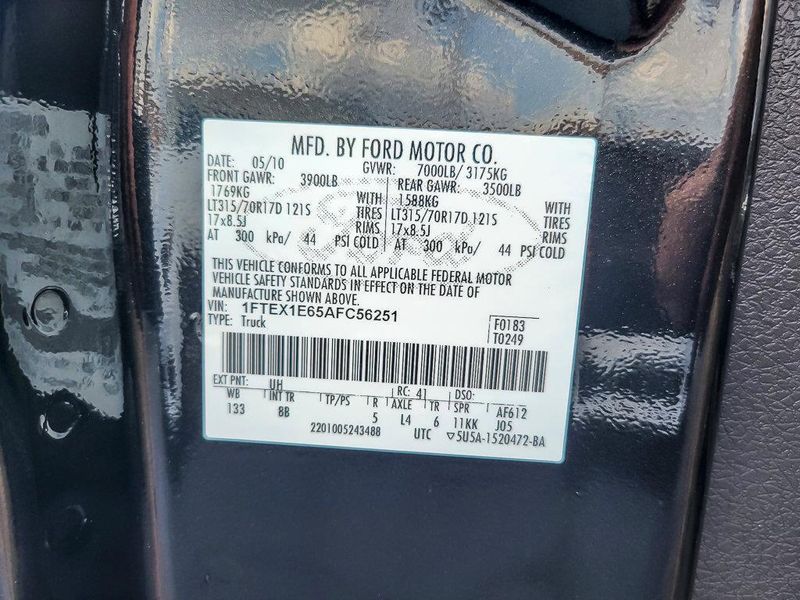 MFD. BY FORD MOTOR CO.
DATE: 05/10 GVWR: 7000LB/ 3175KG
FRONT GAWR: 3900LB REAR GAWR: 3500LB
1769KG WITH 1588KG WITH
LT315/70R17D 121S TIRES LT315/70R17D 121S TIRES
17x8.5J RIMS 17x8.5J RIMS
AT 300 kPa/ 44 PSI COLD AT 300 kPa/ 44 PSI COLD
Ford
THIS VEHICLE CONFORMS TO ALL APPLICABLE FEDERAL MOTOR
VEHICLE SAFETY STANDARDS IN EFFECT ON THE DATE OF
MANUFACTURE SHOWN ABOVE.
VIN: 1FTEX1E65AFC56251 F0183
TYPE: Truck T0249
EXT PNT: UH RC: 41 DSO:
WB INT TR TP/PS R AXLE TR SPR AF612
133 BB 5 L4 6 11KK J05
2201005243488 UTC ▽5U5A-1520472-BA